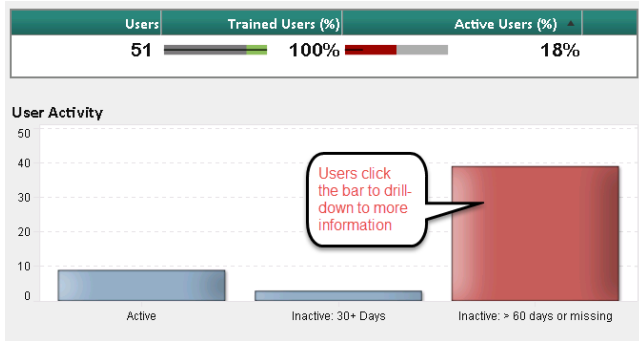 Users Trained Users (%) Active Users (%)
51 100% 18%
User Activity
50
40
30
20
10
0
Users click
the bar to drill-
down to more
information
Active Inactive: 30+ Days Inactive: > 60 days or missing